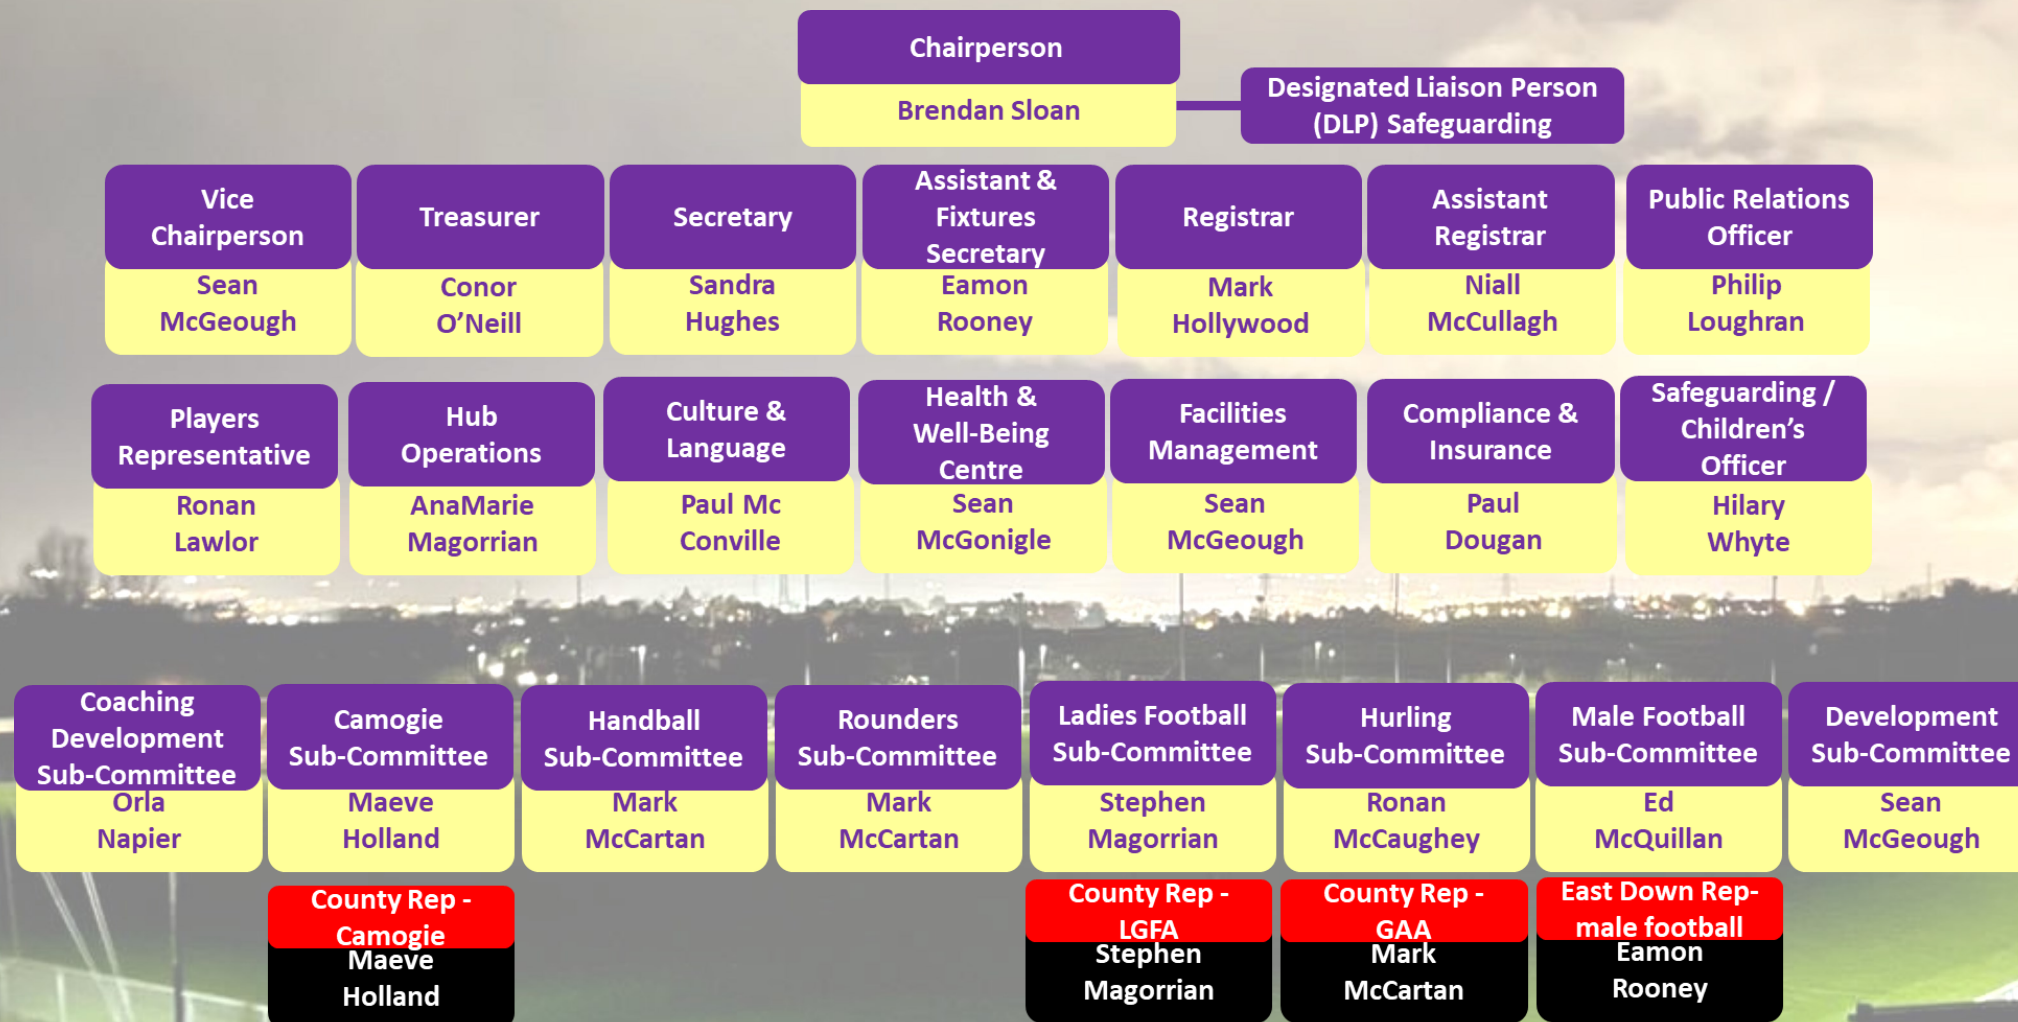 Chairperson
Brendan Sloan
Designated Liaison Person
(DLP) Safeguarding
Vice
Chairperson
Sean
McGeough
Treasurer
Conor
O’Neill
Secretary
Sandra
Hughes
Assistant &
Fixtures
Secretary
Eamon
Rooney
Registrar
Mark
Hollywood
Assistant
Registrar
Niall
McCullagh
Public Relations
Officer
Philip
Loughran
Players
Representative
Ronan
Lawlor
Hub
Operations
AnaMarie
Magorrian
Culture &
Language
Paul Mc
Conville
Health &
Well-Being
Centre
Sean
McGonigle
Facilities
Management
Sean
McGeough
Compliance &
Insurance
Paul
Dougan
Safeguarding /
Children’s
Officer
Hilary
Whyte
Coaching
Development
Sub-Committee
Orla
Napier
Camogie
Sub-Committee
Maeve
Holland
Handball
Sub-Committee
Mark
McCartan
Rounders
Sub-Committee
Mark
McCartan
Ladies Football
Sub-Committee
Stephen
Magorrian
Hurling
Sub-Committee
Ronan
McCaughey
Male Football
Sub-Committee
Ed
McQuillan
Development
Sub-Committee
Sean
McGeough
County Rep -
Camogie
Maeve
Holland
County Rep -
LGFA
Stephen
Magorrian
County Rep -
GAA
Mark
McCartan
East Down Rep-
male football
Eamon
Rooney